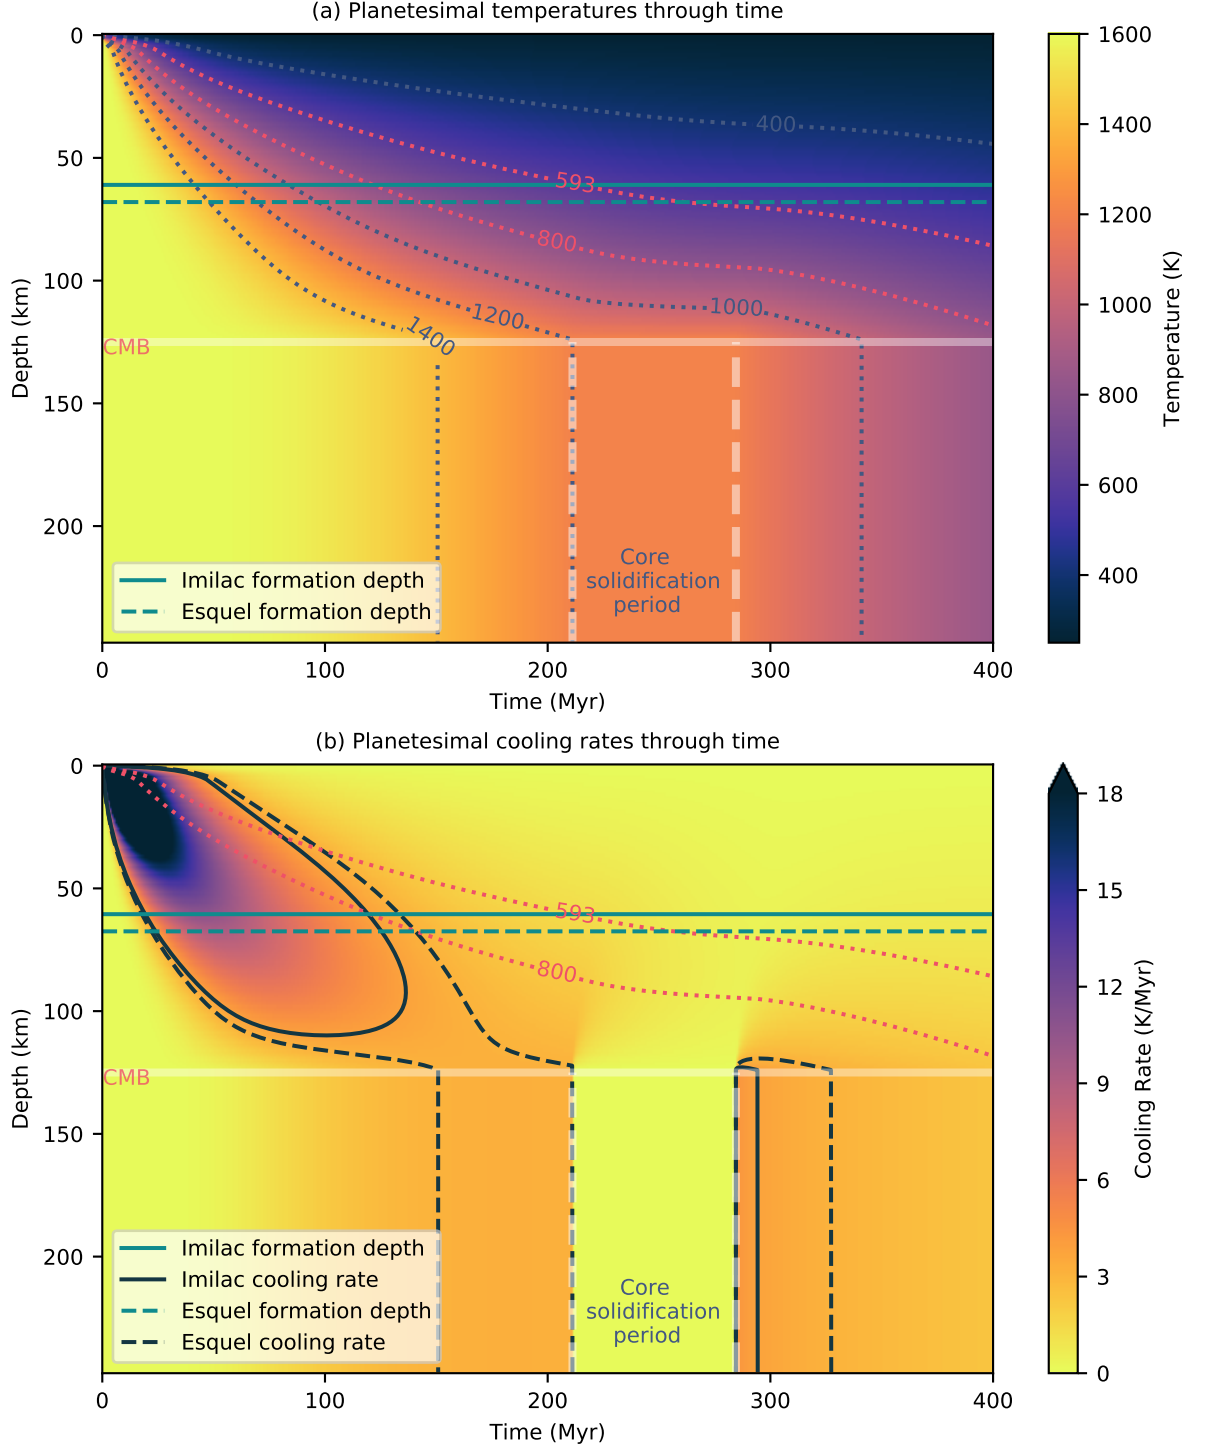 (a) Planetesimal temperatures through time
0
50
100
150
200
Depth (km)
400
593
800
1000
1200
1400
CMB
Core
solidification
period
Imilac formation depth
Esquel formation depth
0
100
200
300
400
Time (Myr)
1600
1400
1200
1000
800
600
400
Temperature (K)
(b) Planetesimal cooling rates through time
0
50
100
150
200
Depth (km)
593
800
CMB
Core
solidification
period
Imilac formation depth
Imilac cooling rate
Esquel formation depth
Esquel cooling rate
0
100
200
300
400
Time (Myr)
18
15
12
9
6
3
0
Cooling Rate (K/Myr)